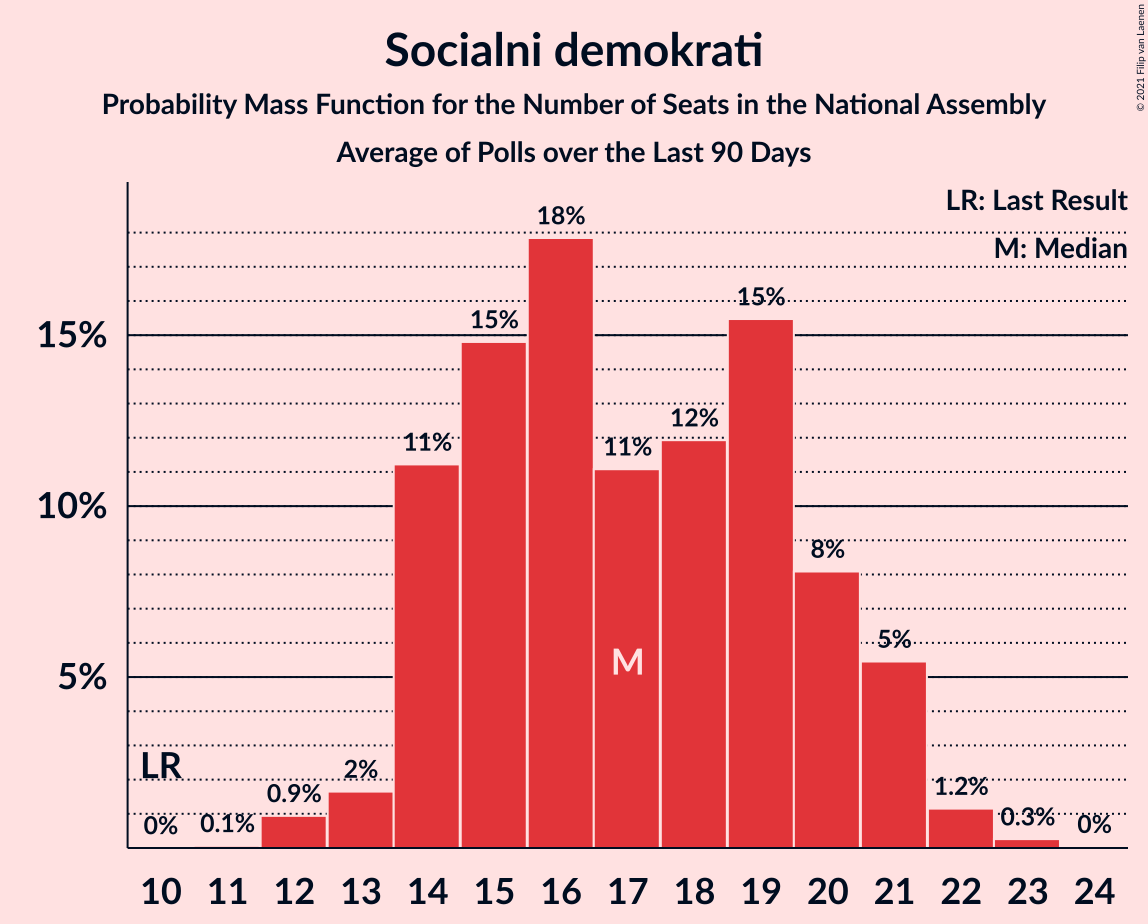 Socialni demokrati
Probability Mass Function for the Number of Seats in the National Assembly
Average of Polls over the Last 90 Days
© 2021 Filip van Laenen
LR: Last Result
M: Median
18%
15%
15%
15%
12%
11%
11%
10%
8%
5%
M
5%
LR
2%
0.9%
1.2%
0%
0.1%
0.3%
0%
10 11 12 13 14 15 16 17 18 19 20 21 22 23 24